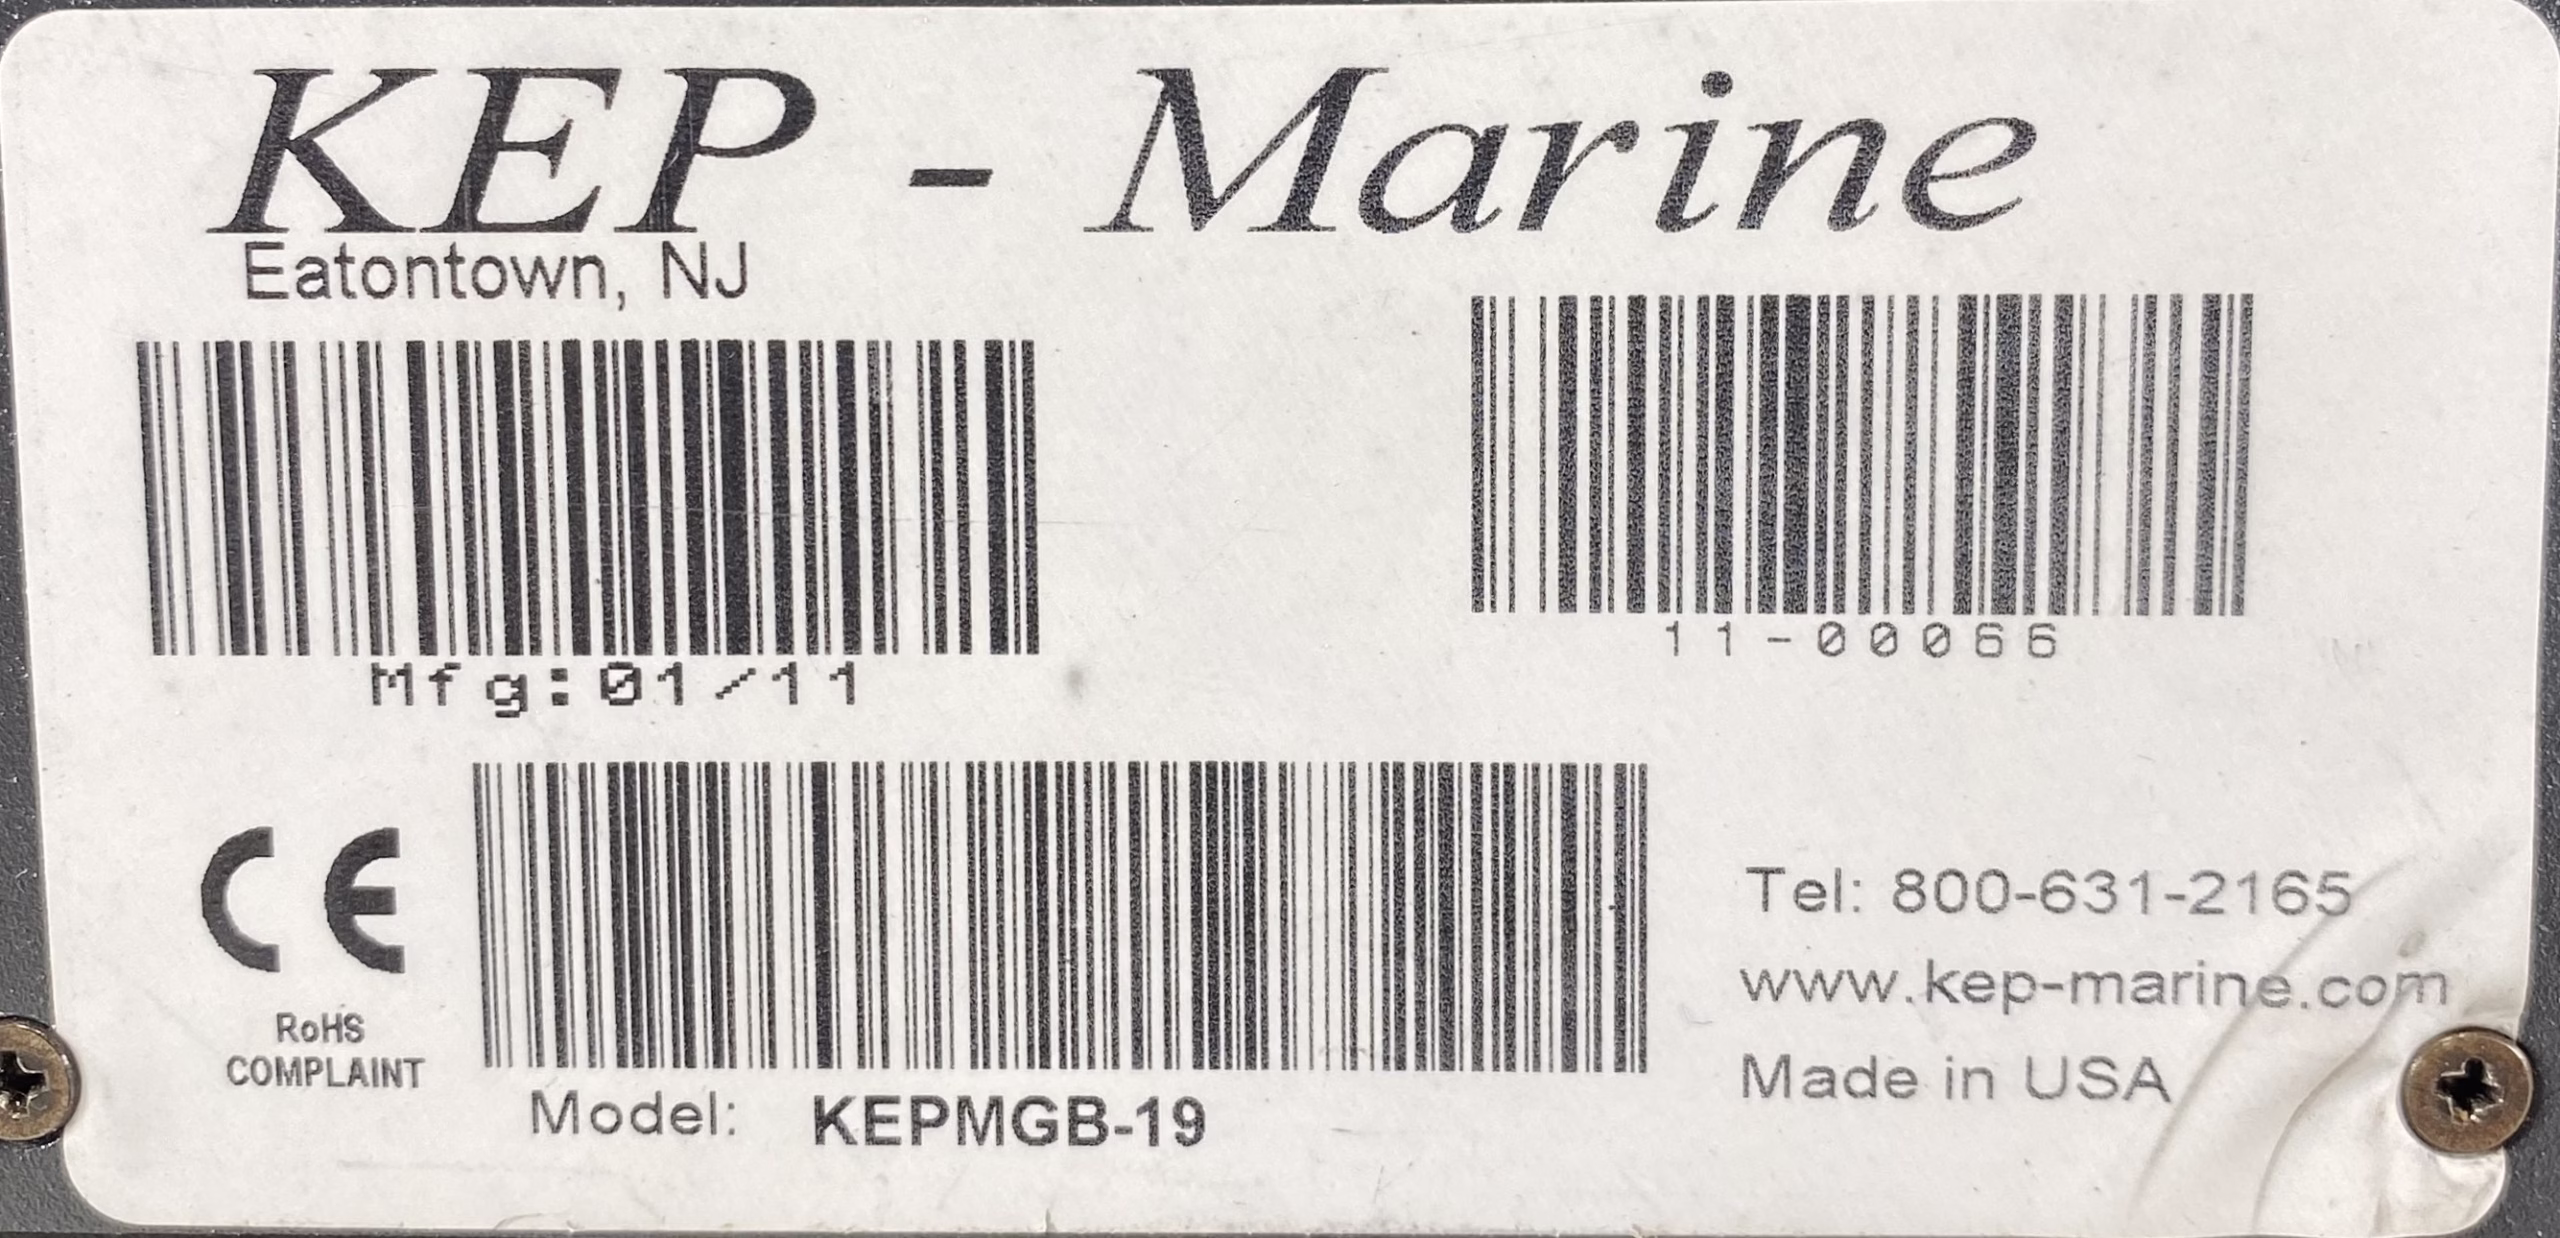 KEP - Marine
Eatontown, NJ
11-00066
Mfg:01/11
CE
RoHS
COMPLAINT
Model: KEPMGB-19
Tel: 800-631-2165
www.kep-marine.com
Made in USA